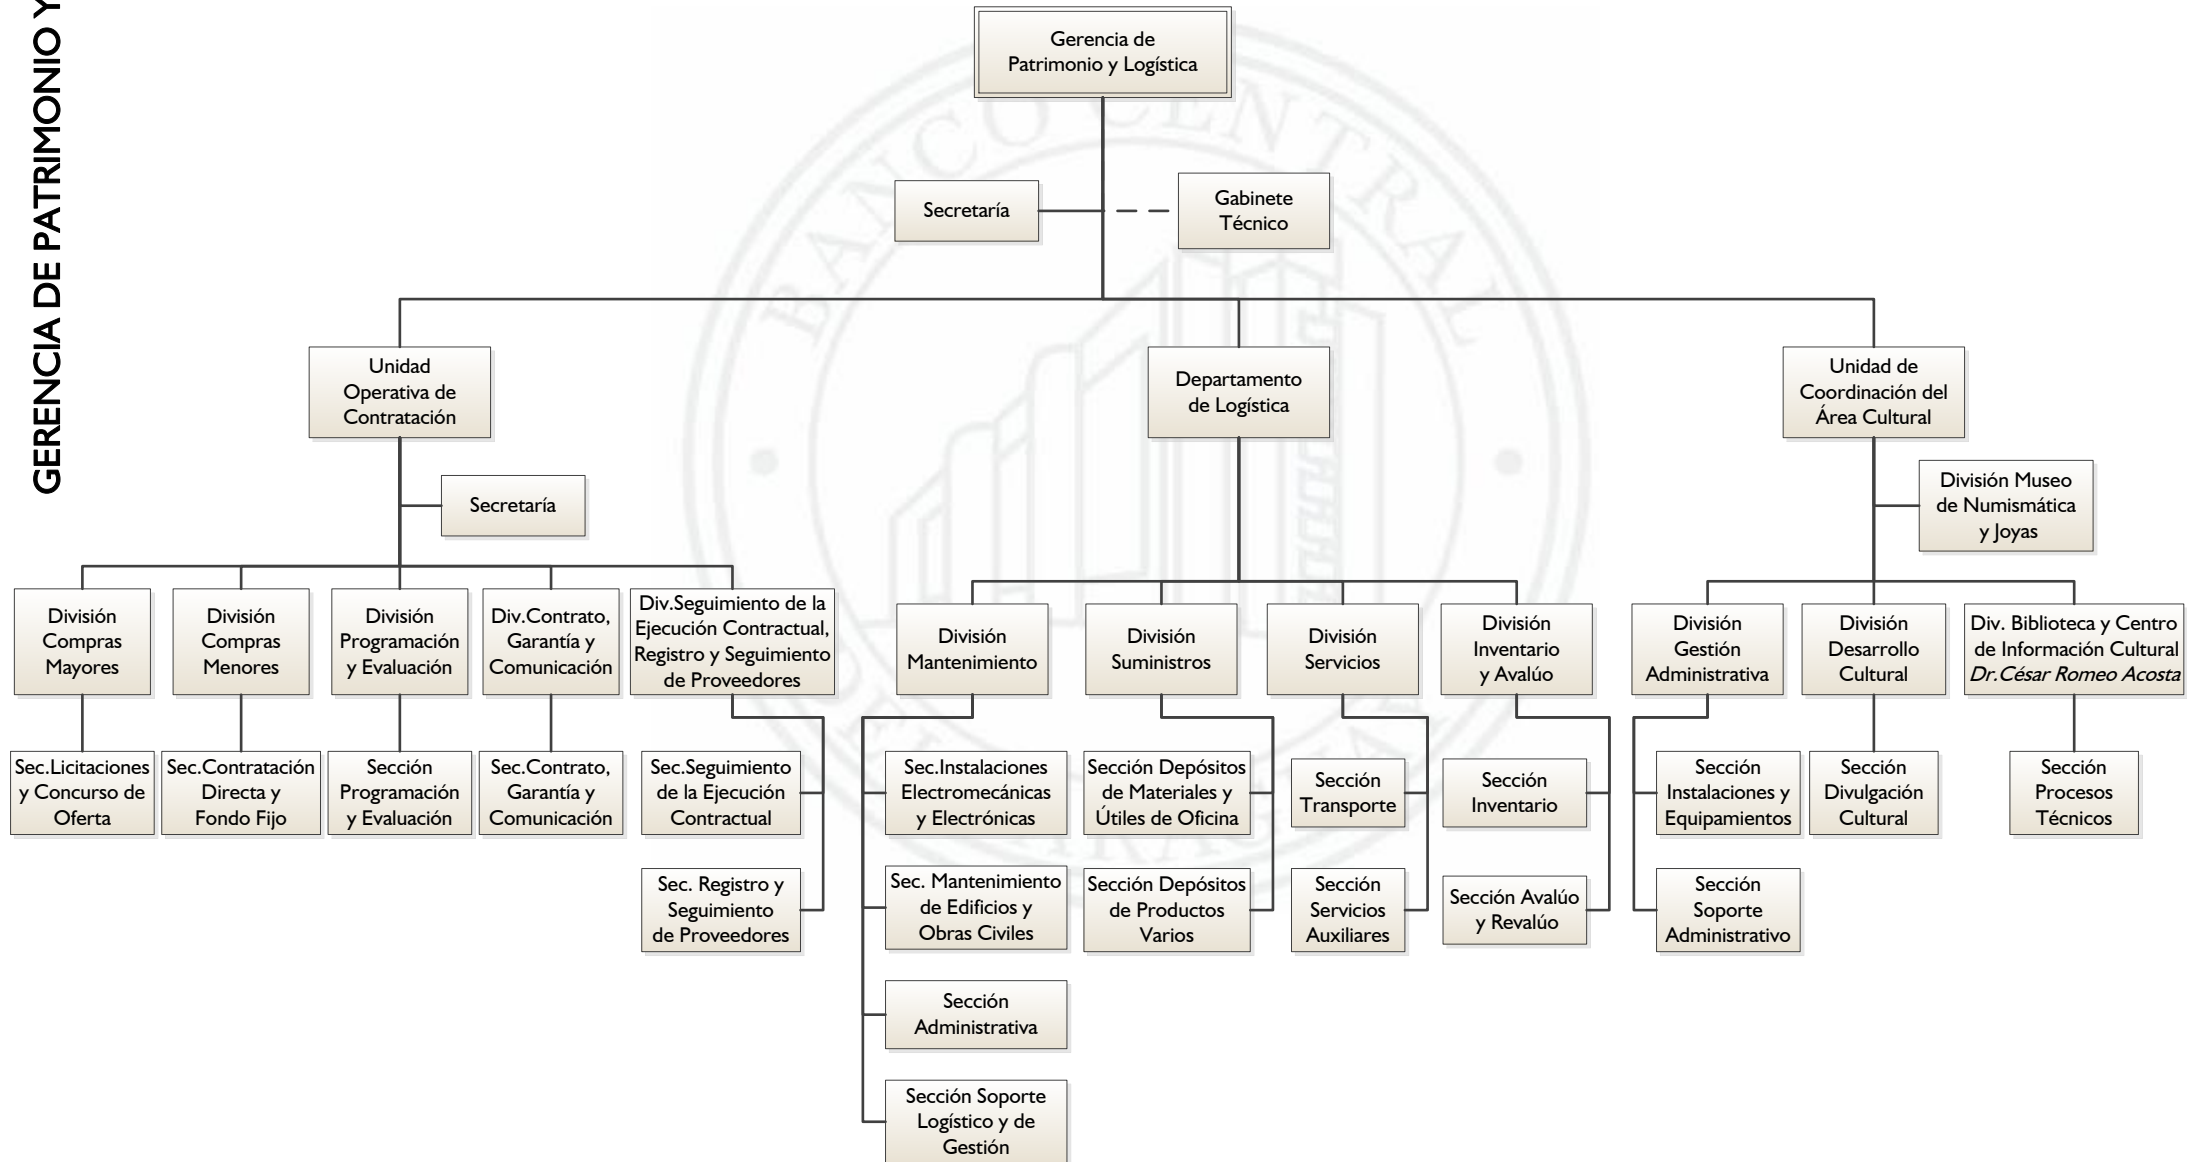 GERENCIA DE PATRIMONIO Y
Gerencia de
Patrimonio y Logística
BANCO CENTRAL
Secretaría
Gabinete
Técnico
Unidad
Operativa de
Contratación
Departamento
de Logística
Unidad de
Coordinación del
Área Cultural
Secretaría
División Museo
de Numismática
y Joyas
División
Compras
Mayores
División
Compras
Menores
División
Programación
y Evaluación
Div.Contrato,
Garantía y
Comunicación
Div.Seguimiento de la
Ejecución Contractual,
Registro y Seguimiento
de Proveedores
División
Mantenimiento
División
Suministros
División
Servicios
División
Inventario
y Avalúo
División
Gestión
Administrativa
División
Desarrollo
Cultural
Div. Biblioteca y Centro
de Información Cultural
Dr.César Romeo Acosta
Sec.Licitaciones
y Concurso de
Oferta
Sec.Contratación
Directa y
Fondo Fijo
Sección
Programación
y Evaluación
Sec.Contrato,
Garantía y
Comunicación
Sec.Seguimiento
de la Ejecución
Contractual
Sec.Instalaciones
Electromecánicas
y Electrónicas
Sección Depósitos
de Materiales y
Útiles de Oficina
Sección
Transporte
Sección
Inventario
Sección
Instalaciones y
Equipamientos
Sección
Divulgación
Cultural
Sección
Procesos
Técnicos
Sec. Registro y
Seguimiento
de Proveedores
Sec. Mantenimiento
de Edificios y
Obras Civiles
Sección Depósitos
de Productos
Varios
Sección
Servicios
Auxiliares
Sección Avalúo
y Revalúo
Sección
Soporte
Administrativo
Sección
Administrativa
Sección Soporte
Logístico y de
Gestión